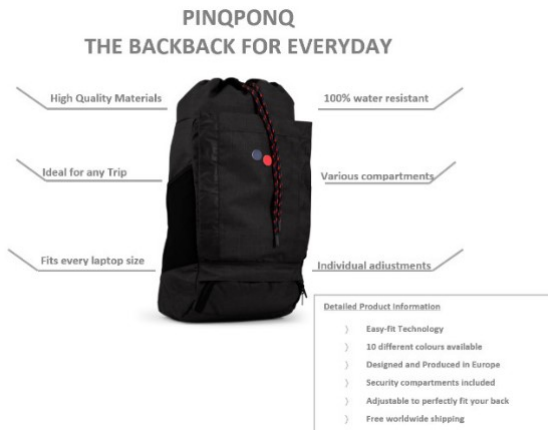 PINQPONQ
THE BACKBACK FOR EVERYDAY
High Quality Materials
100% water resistant
Ideal for any Trip
Various compartments
Fits every laptop size
Individual adjustments
Detailed Product Information
Easy-fit Technology
10 different colours available
Designed and Produced in Europe
Security compartments included
Adjustable to perfectly fit your back
Free worldwide shipping